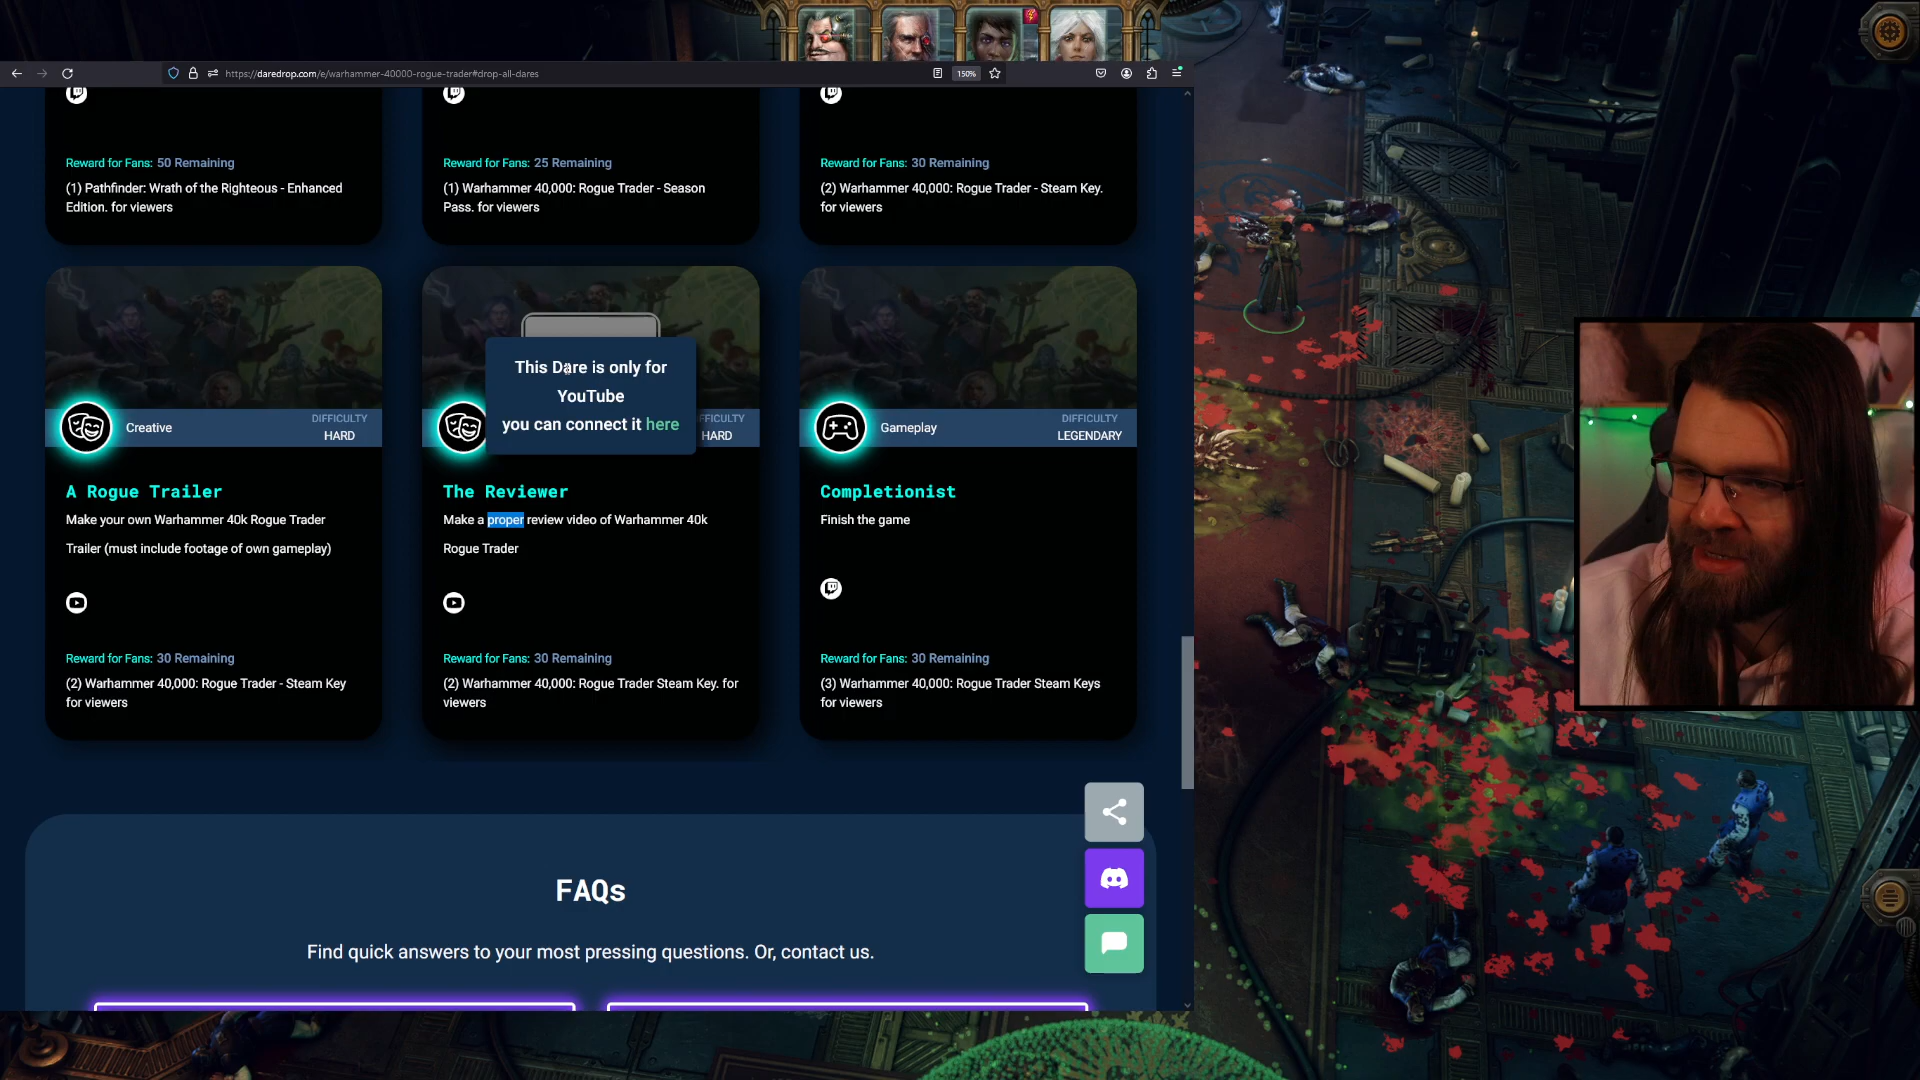 https://daredrop.com/e/warhammer-40000-rogue-trader#drop-all-dares
150%
Reward for Fans: 50 Remaining
(1) Pathfinder: Wrath of the Righteous - Enhanced
Edition. for viewers
Reward for Fans: 25 Remaining
(1) Warhammer 40,000: Rogue Trader - Season
Pass. for viewers
Reward for Fans: 30 Remaining
(2) Warhammer 40,000: Rogue Trader - Steam Key.
for viewers
Creative
DIFFICULTY
HARD
A Rogue Trailer
Make your own Warhammer 40k Rogue Trader
Trailer (must include footage of own gameplay)
Reward for Fans: 30 Remaining
(2) Warhammer 40,000: Rogue Trader - Steam Key
for viewers
This Dare is only for
YouTube
you can connect it here
FFICULTY
HARD
The Reviewer
Make a proper review video of Warhammer 40k
Rogue Trader
Reward for Fans: 30 Remaining
(2) Warhammer 40,000: Rogue Trader Steam Key. for
viewers
Gameplay
DIFFICULTY
LEGENDARY
Completionist
Finish the game
Reward for Fans: 30 Remaining
(3) Warhammer 40,000: Rogue Trader Steam Keys
for viewers
FAQs
Find quick answers to your most pressing questions. Or, contact us.